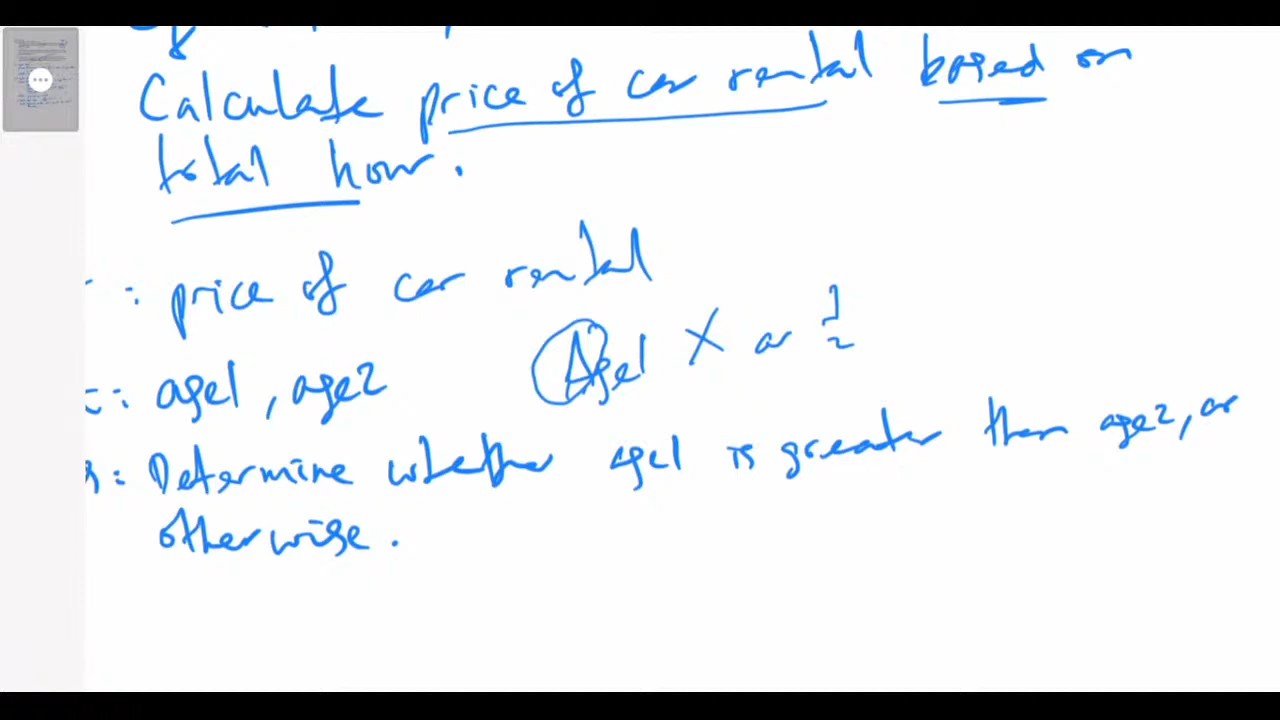 Calculate price of car rental based on
total hour.
: price of car rental
: age1, age2
Age1 X or
: Determine whether age1 is greater than age2, or
otherwise.